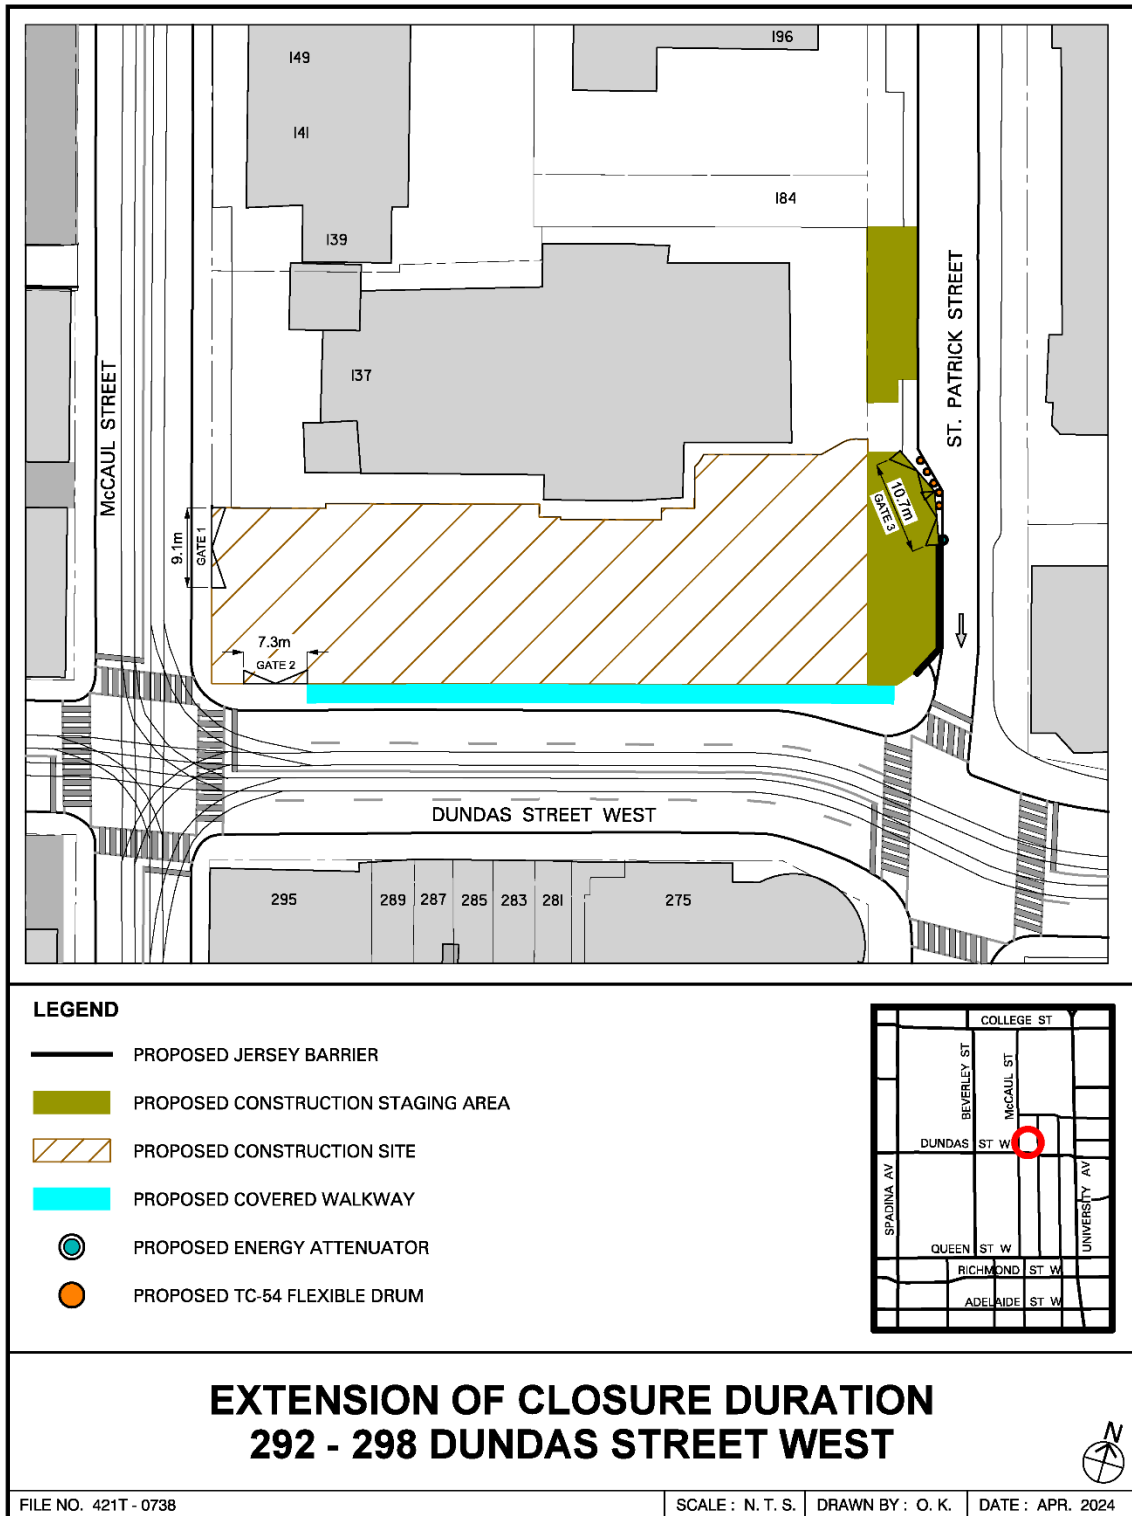 149
196
141
184
139
ST. PATRICK STREET
137
McCAUL STREET
10.7m
GATE 3
9.1m
GATE 1
7.3m
GATE 2
DUNDAS STREET WEST
295
289
287
285
283
281
275
LEGEND
PROPOSED JERSEY BARRIER
PROPOSED CONSTRUCTION STAGING AREA
PROPOSED CONSTRUCTION SITE
PROPOSED COVERED WALKWAY
PROPOSED ENERGY ATTENUATOR
PROPOSED TC-54 FLEXIBLE DRUM
COLLEGE ST
BEVERLEY ST
McCAUL ST
DUNDAS ST W
SPADINA AV
UNIVERSITY AV
QUEEN ST W
RICHMOND ST W
ADELAIDE ST W
EXTENSION OF CLOSURE DURATION
292 - 298 DUNDAS STREET WEST
N
FILE NO. 421T - 0738
SCALE : N. T. S.
DRAWN BY : O. K.
DATE : APR. 2024